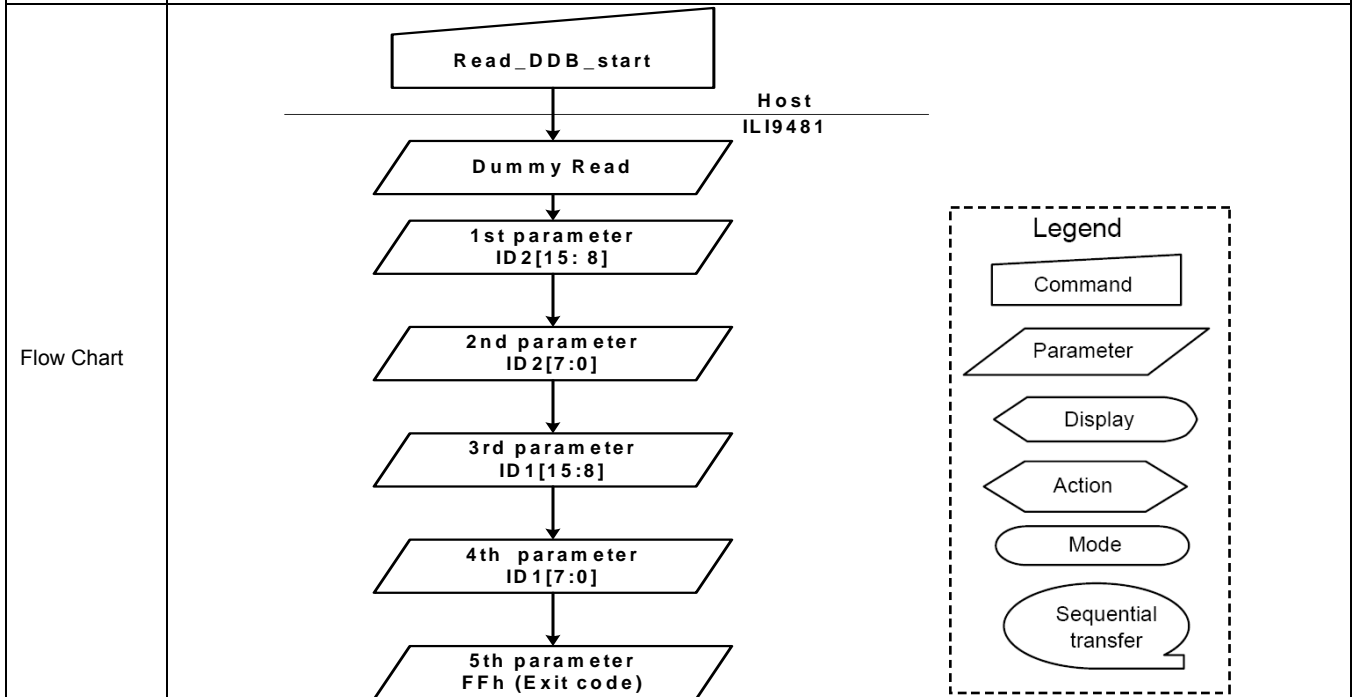 Flow Chart
Read_DDB_start
Host
ILI9481
Dummy Read
1st parameter
ID2[15: 8]
2nd parameter
ID2[7:0]
3rd parameter
ID1[15:8]
4th parameter
ID1[7:0]
5th parameter
FFh (Exit code)
Legend
Command
Parameter
Display
Action
Mode
Sequential
transfer